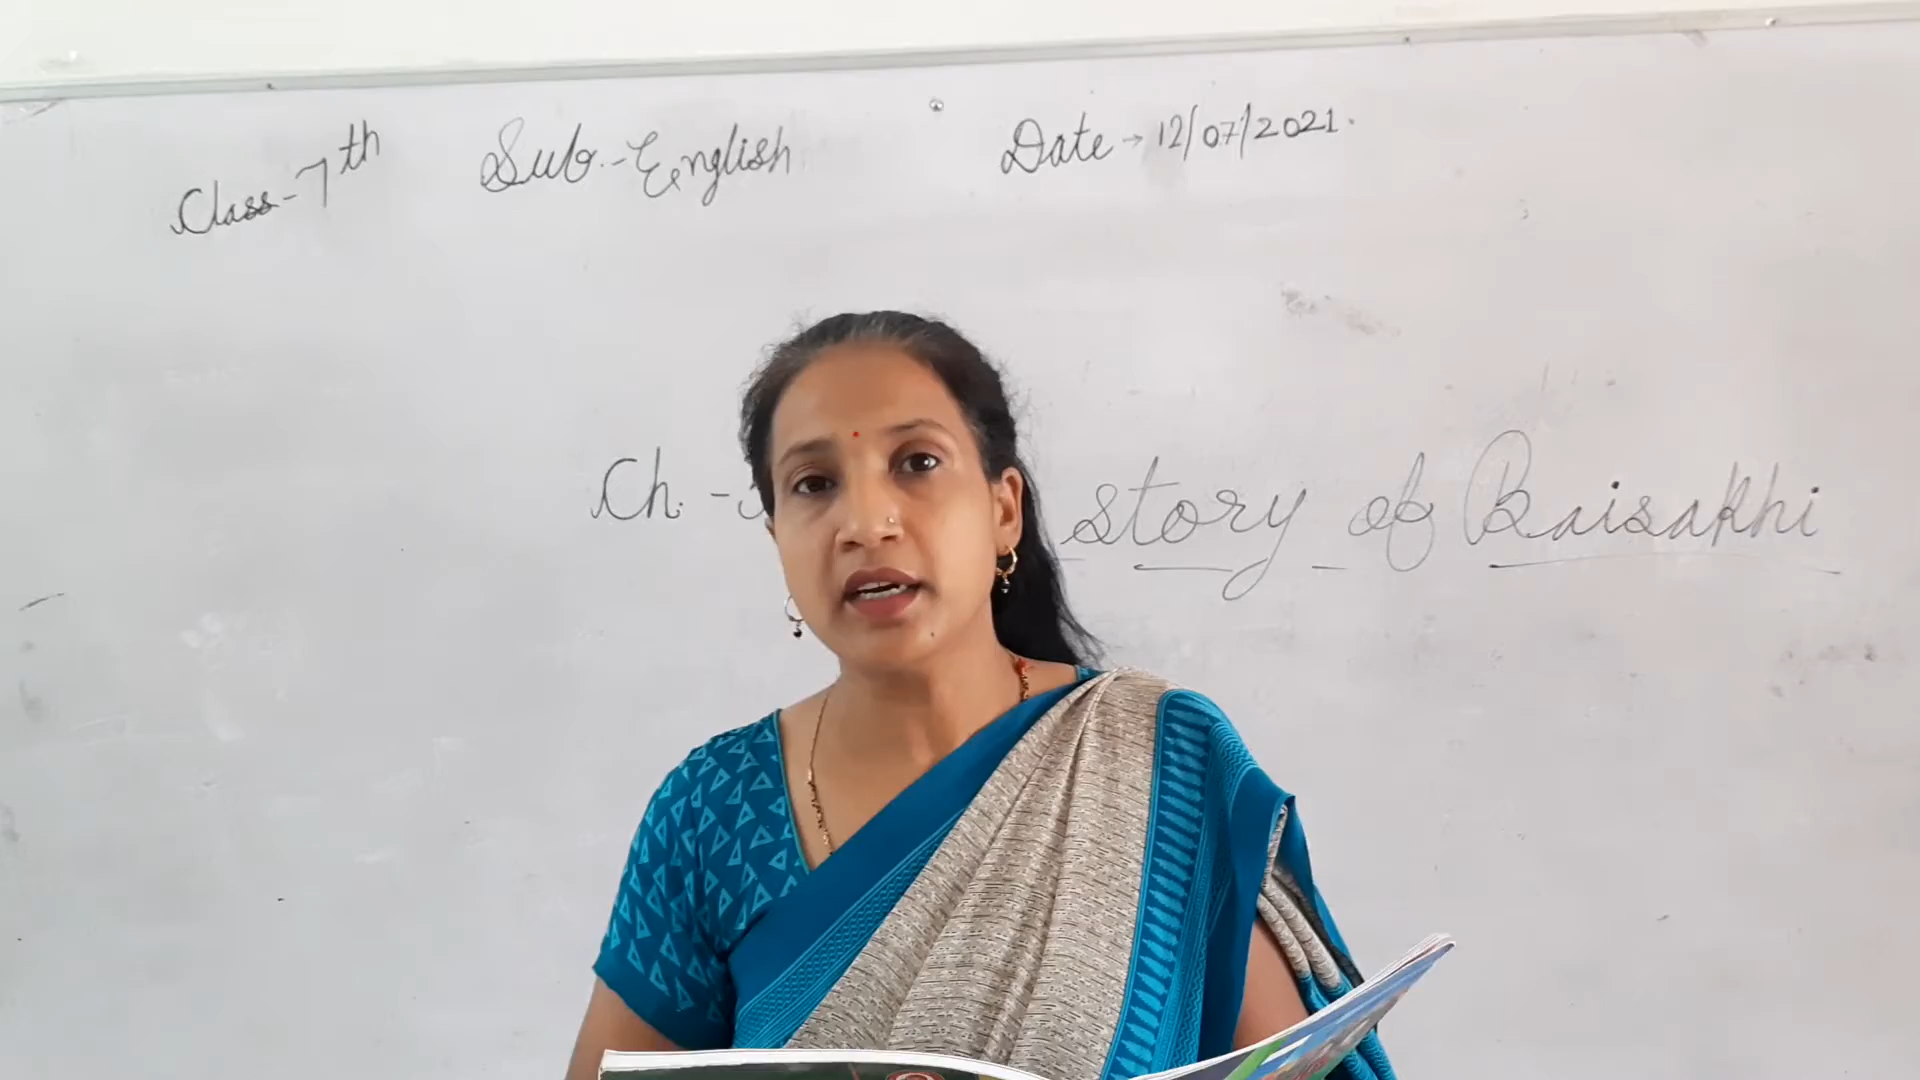 Class-7th Sub.-English Date→12/07/2021.
Ch.- story of Baisakhi